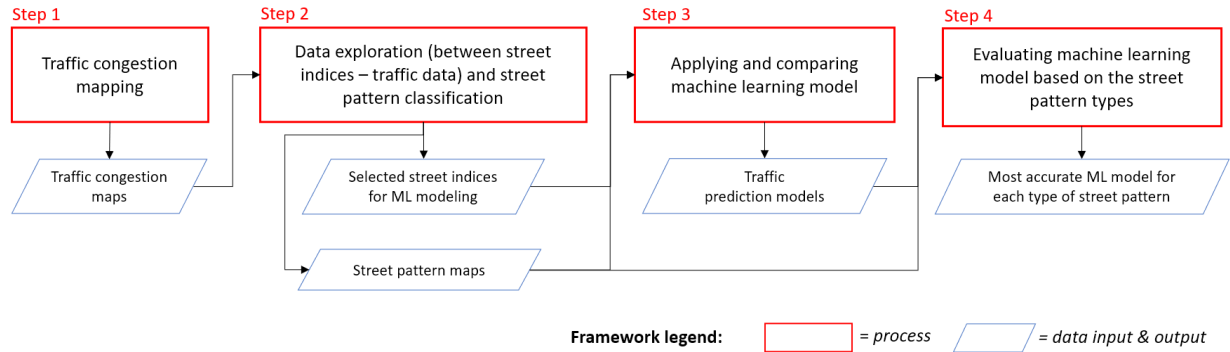 Step 1
Traffic congestion
mapping
Traffic congestion
maps
Step 2
Data exploration (between street
indices – traffic data) and street
pattern classification
Selected street indices
for ML modeling
Street pattern maps
Step 3
Applying and comparing
machine learning model
Traffic
prediction models
Step 4
Evaluating machine learning
model based on the street
pattern types
Most accurate ML model for
each type of street pattern
Framework legend:
= process
= data input & output